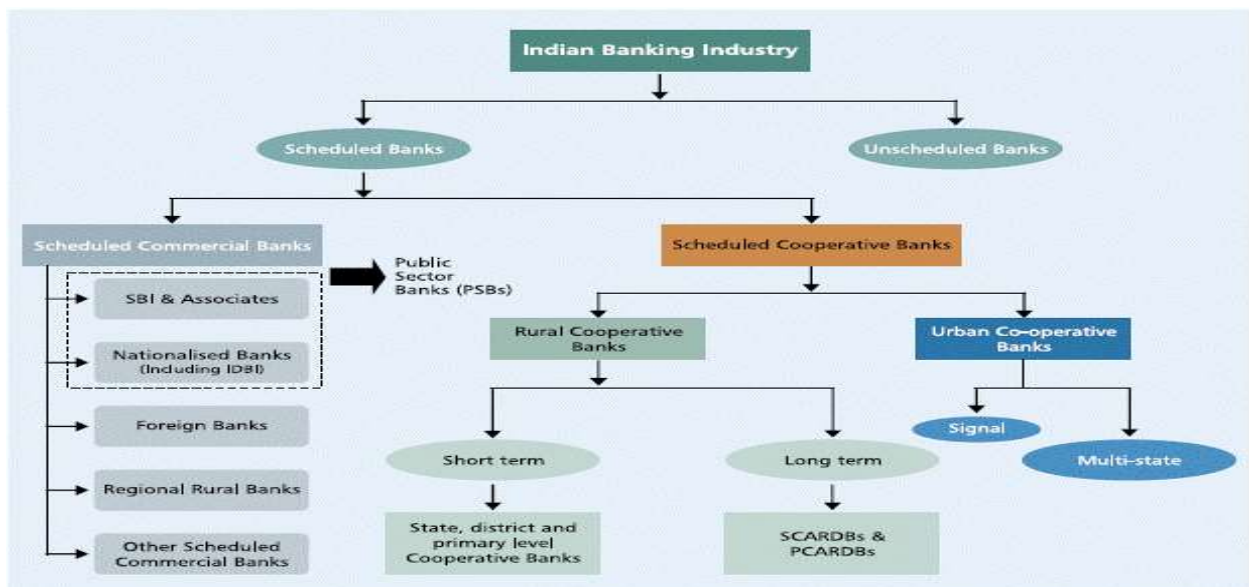 Indian Banking Industry
Scheduled Banks
Unscheduled Banks
Scheduled Commercial Banks
Scheduled Cooperative Banks
Public
Sector
Banks (PSBs)
SBI & Associates
Nationalised Banks
(Including IDBI)
Foreign Banks
Regional Rural Banks
Other Scheduled
Commercial Banks
Rural Cooperative
Banks
Urban Co-operative
Banks
Signal
Multi-state
Short term
Long term
State, district and
primary level
Cooperative Banks
SCARDBs &
PCARDBs